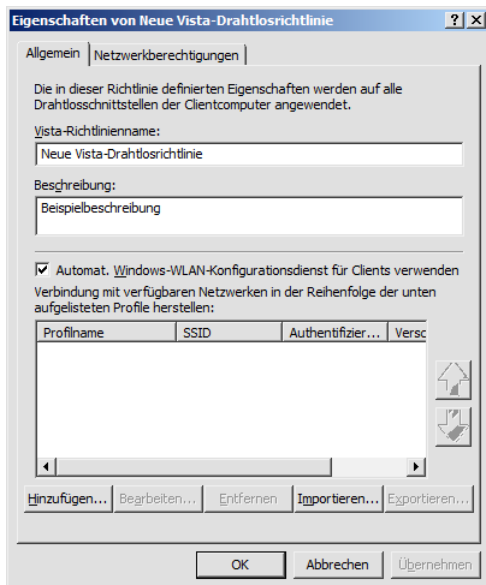 Eigenschaften von Neue Vista-Drahtlosrichtlinie
Allgemein
Netzwerkberechtigungen
Die in dieser Richtlinie definierten Eigenschaften werden auf alle
Drahtlosschnittstellen der Clientcomputer angewendet.
Vista-Richtlinienname:
Neue Vista-Drahtlosrichtlinie
Beschreibung:
Beispielbeschreibung
Automat. Windows-WLAN-Konfigurationsdienst für Clients verwenden
Verbindung mit verfügbaren Netzwerken in der Reihenfolge der unten
aufgelisteten Profile herstellen:
Profilname SSID Authentifizier... Versc
Hinzufügen... Bearbeiten... Entfernen Importieren... Exportieren...
OK Abbrechen Übernehmen